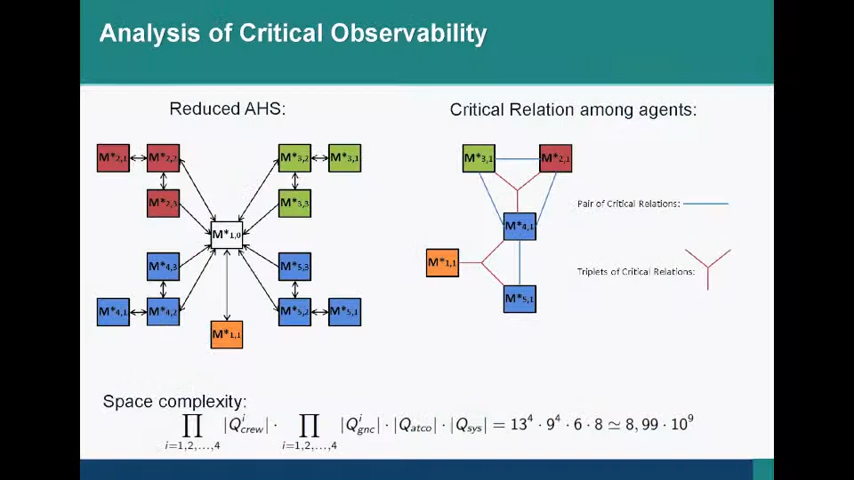 Analysis of Critical Observability
Reduced AHS:
Critical Relation among agents:
M*2,1 M*2,2 M*3,2 M*3,1
M*2,3 M*3,3
M*1,0
M*4,3 M*5,3
M*4,1 M*4,2 M*5,2 M*5,1
M*1,1
M*3,1 M*2,1
M*4,1
M*1,1
M*5,1
Pair of Critical Relations:
Triplets of Critical Relations:
Space complexity:
∏ i=1,2,...,4 |Q^i_crew| · ∏ i=1,2,...,4 |Q^i_gnc| · |Q_atco| · |Q_sys| = 13^4 · 9^4 · 6 · 8 ≃ 8,99 · 10^9